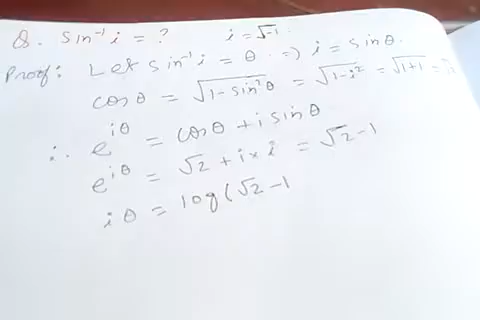 Q. sin⁻¹ i = ? i = √-1
Proof: Let sin⁻¹ i = θ ⇒ i = sin θ.
cos θ = √1-sin²θ = √1-i² = √1+1 = √2
∴ e^iθ = cos θ + i sin θ
e^iθ = √2 + i × i = √2 - 1
iθ = log(√2 - 1